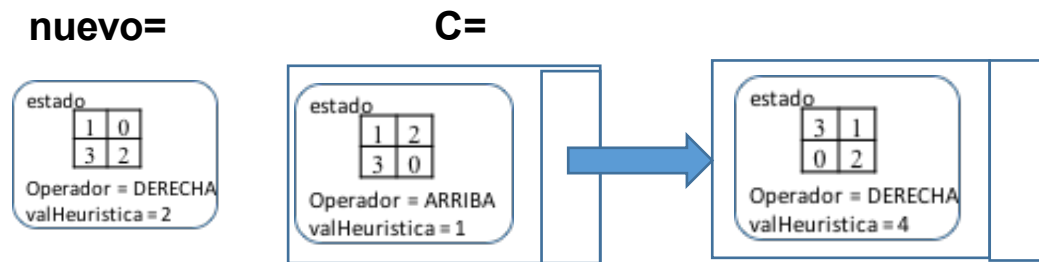 nuevo=
C=
estado
1 0
3 2
Operador = DERECHA
valHeuristica = 2
estado
1 2
3 0
Operador = ARRIBA
valHeuristica = 1
estado
3 1
0 2
Operador = DERECHA
valHeuristica = 4